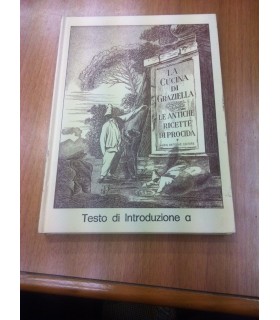 LA
CUCINA
DI
GRAZIELLA
LE ANTICHE
RICETTE
DI PROCIDA
Testo di Introduzione a